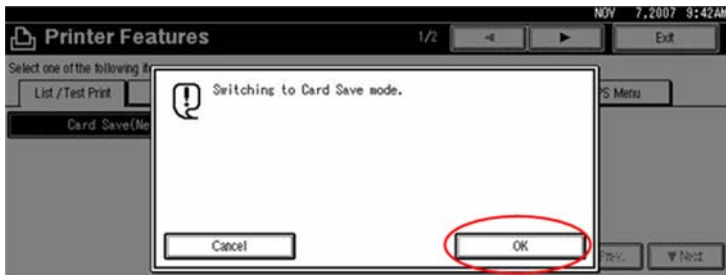 NOV 7,2007 9:42AM
Printer Features 1/2 ◄ ► Exit
Select one of the following
List /Test Print PS Menu
Card Save(Ne
Switching to Card Save mode.
Cancel OK
Prev. ▼Next